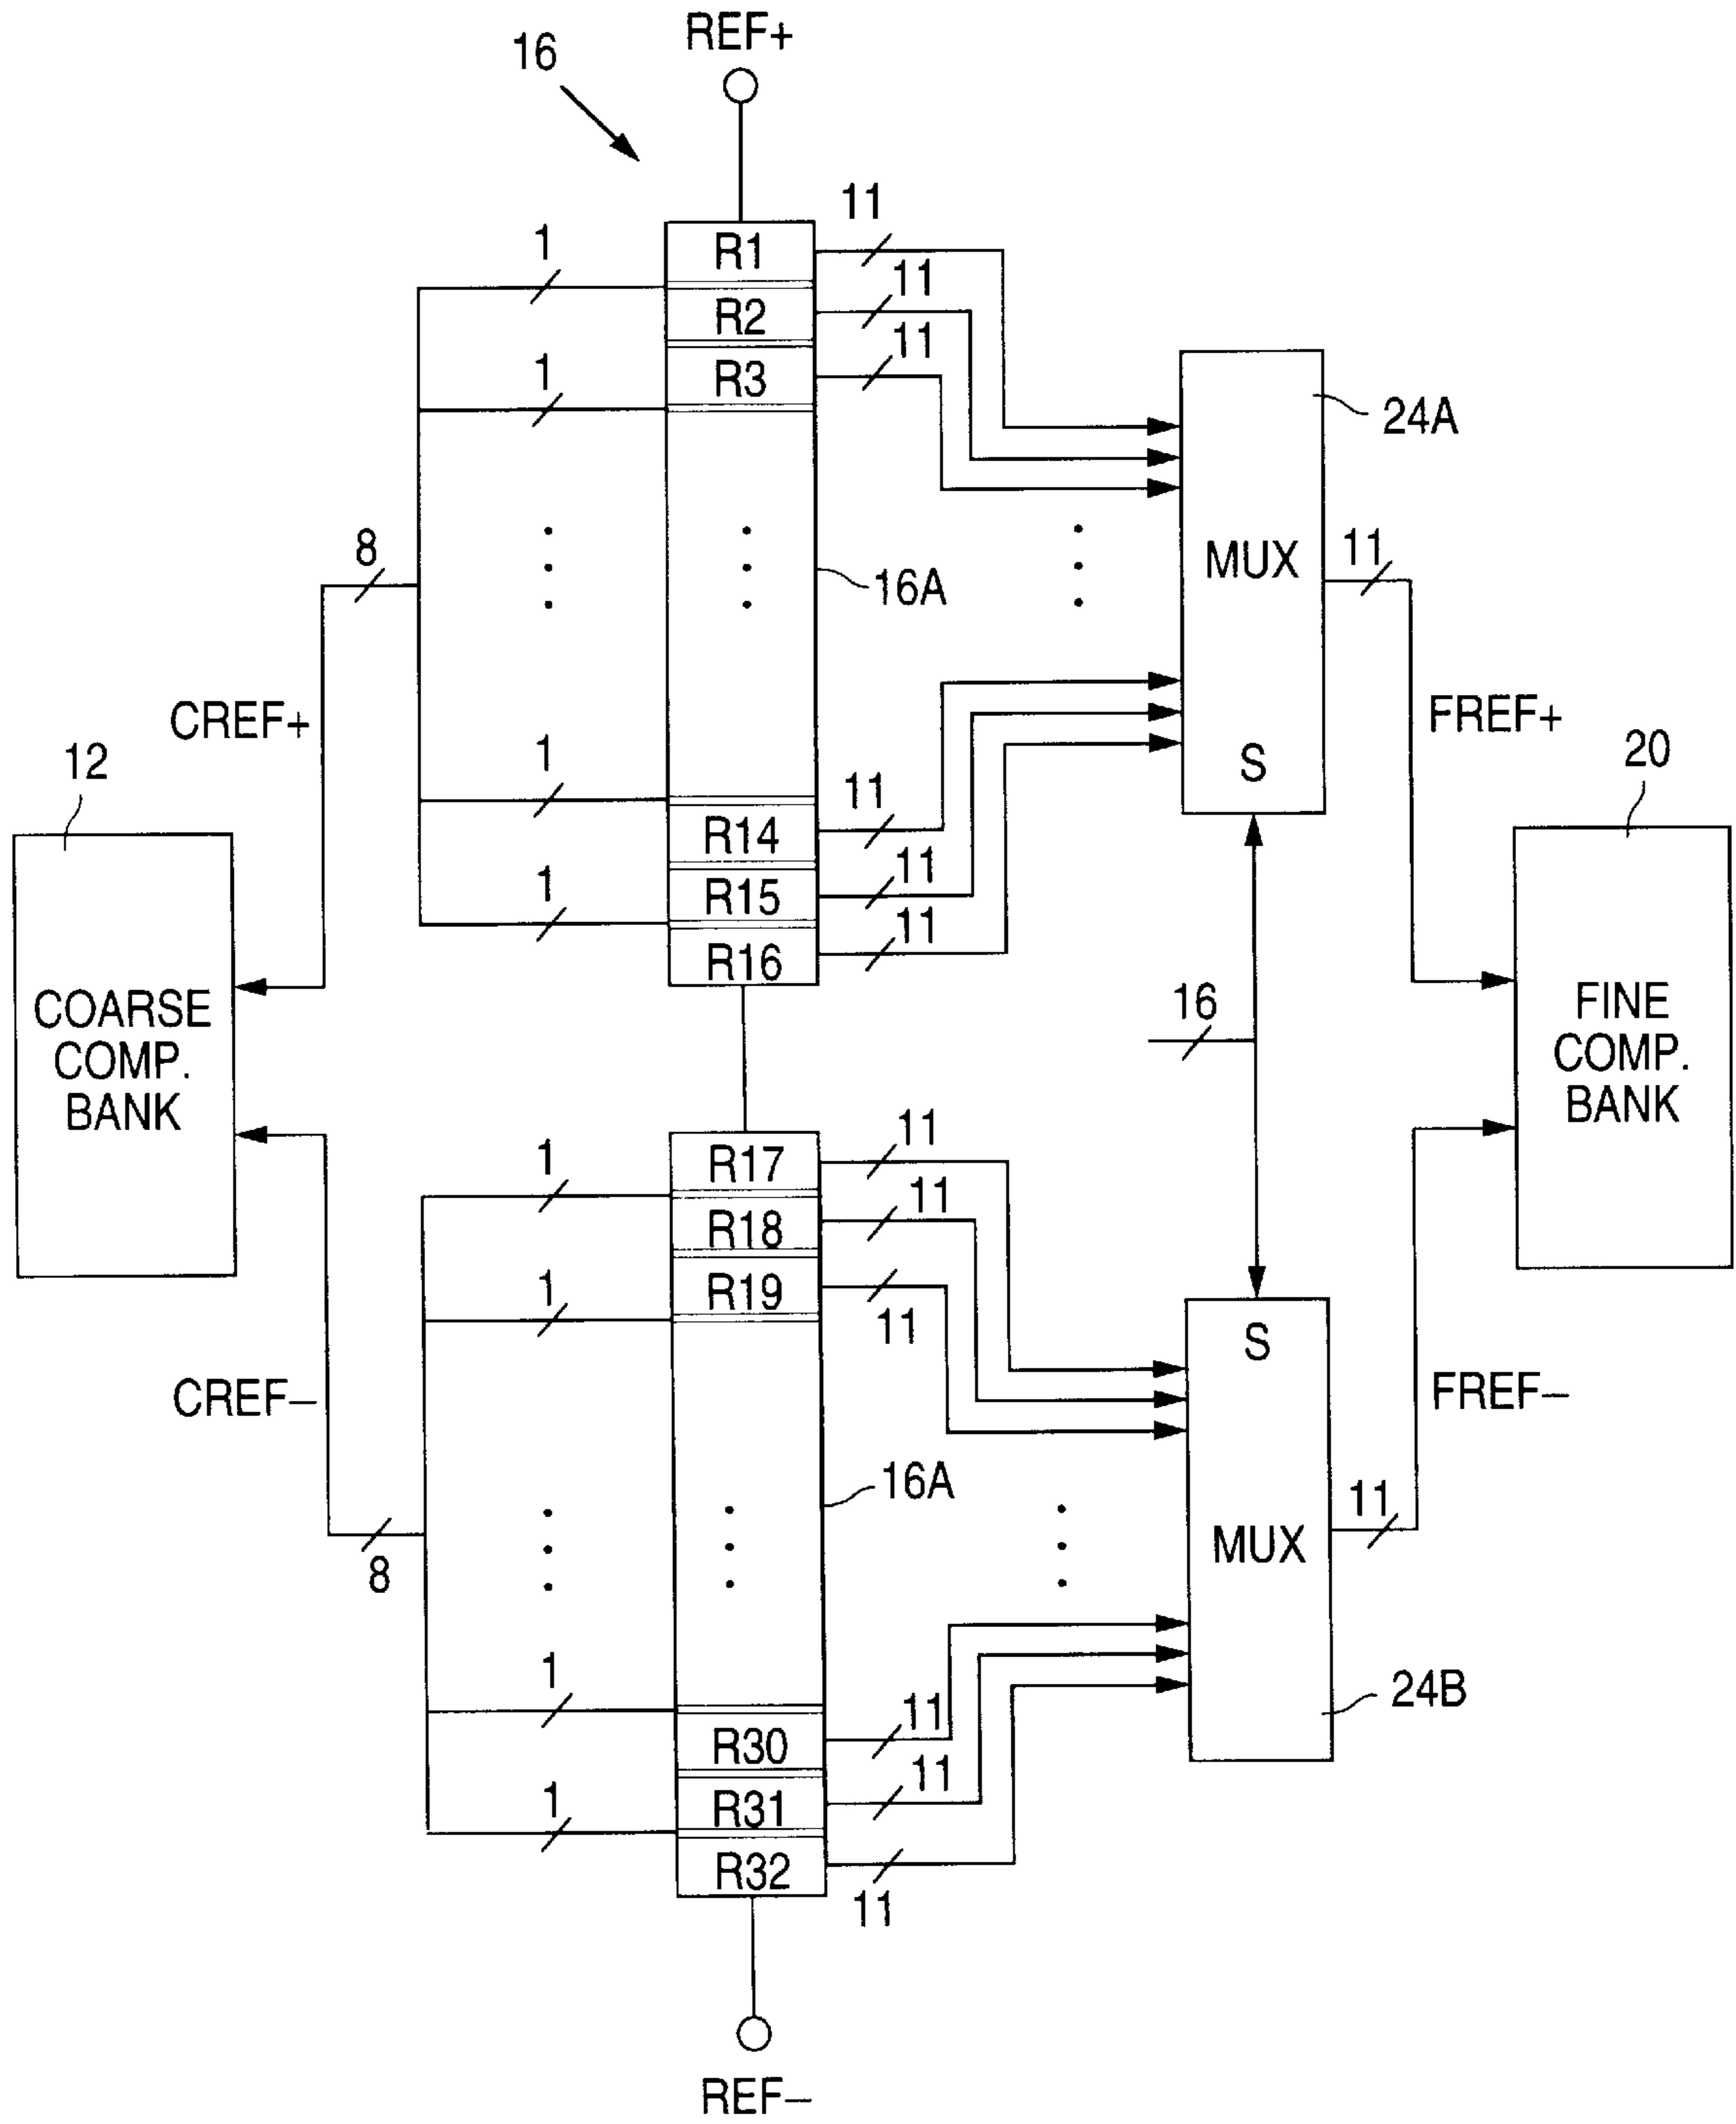 REF+
16
11
1
R1
11
R2
11
1
R3
24A
8
MUX
11
16A
CREF+
FREF+
12
1
S
20
11
R14
11
1
R15
11
R16
COARSE
COMP.
BANK
16
FINE
COMP.
BANK
11
1
R17
11
R18
1
R19
11
S
CREF–
FREF–
16A
11
MUX
8
1
24B
11
R30
11
1
R31
R32
11
REF–